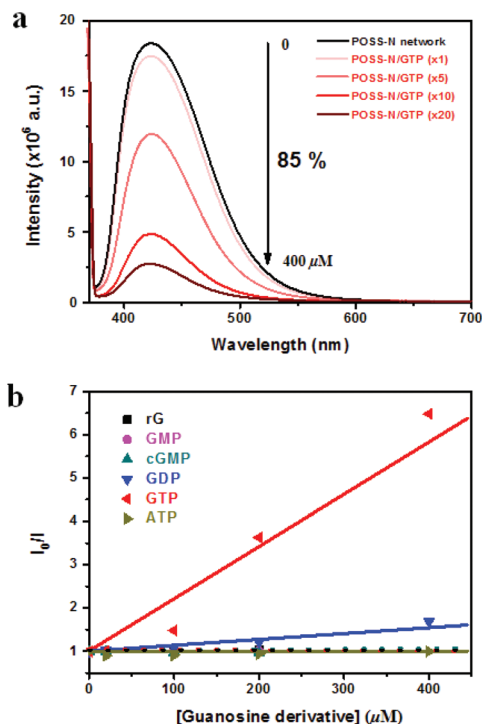 a
20
15
10
5
0
400
500
600
700
Intensity (x10⁶ a.u.)
Wavelength (nm)
0
POSS-N network
POSS-N/GTP (x1)
POSS-N/GTP (x5)
POSS-N/GTP (x10)
POSS-N/GTP (x20)
85 %
400 μM
b
7
6
5
4
3
2
1
0
100
200
300
400
I₀/I
rG
GMP
cGMP
GDP
GTP
ATP
[Guanosine derivative] (μM)